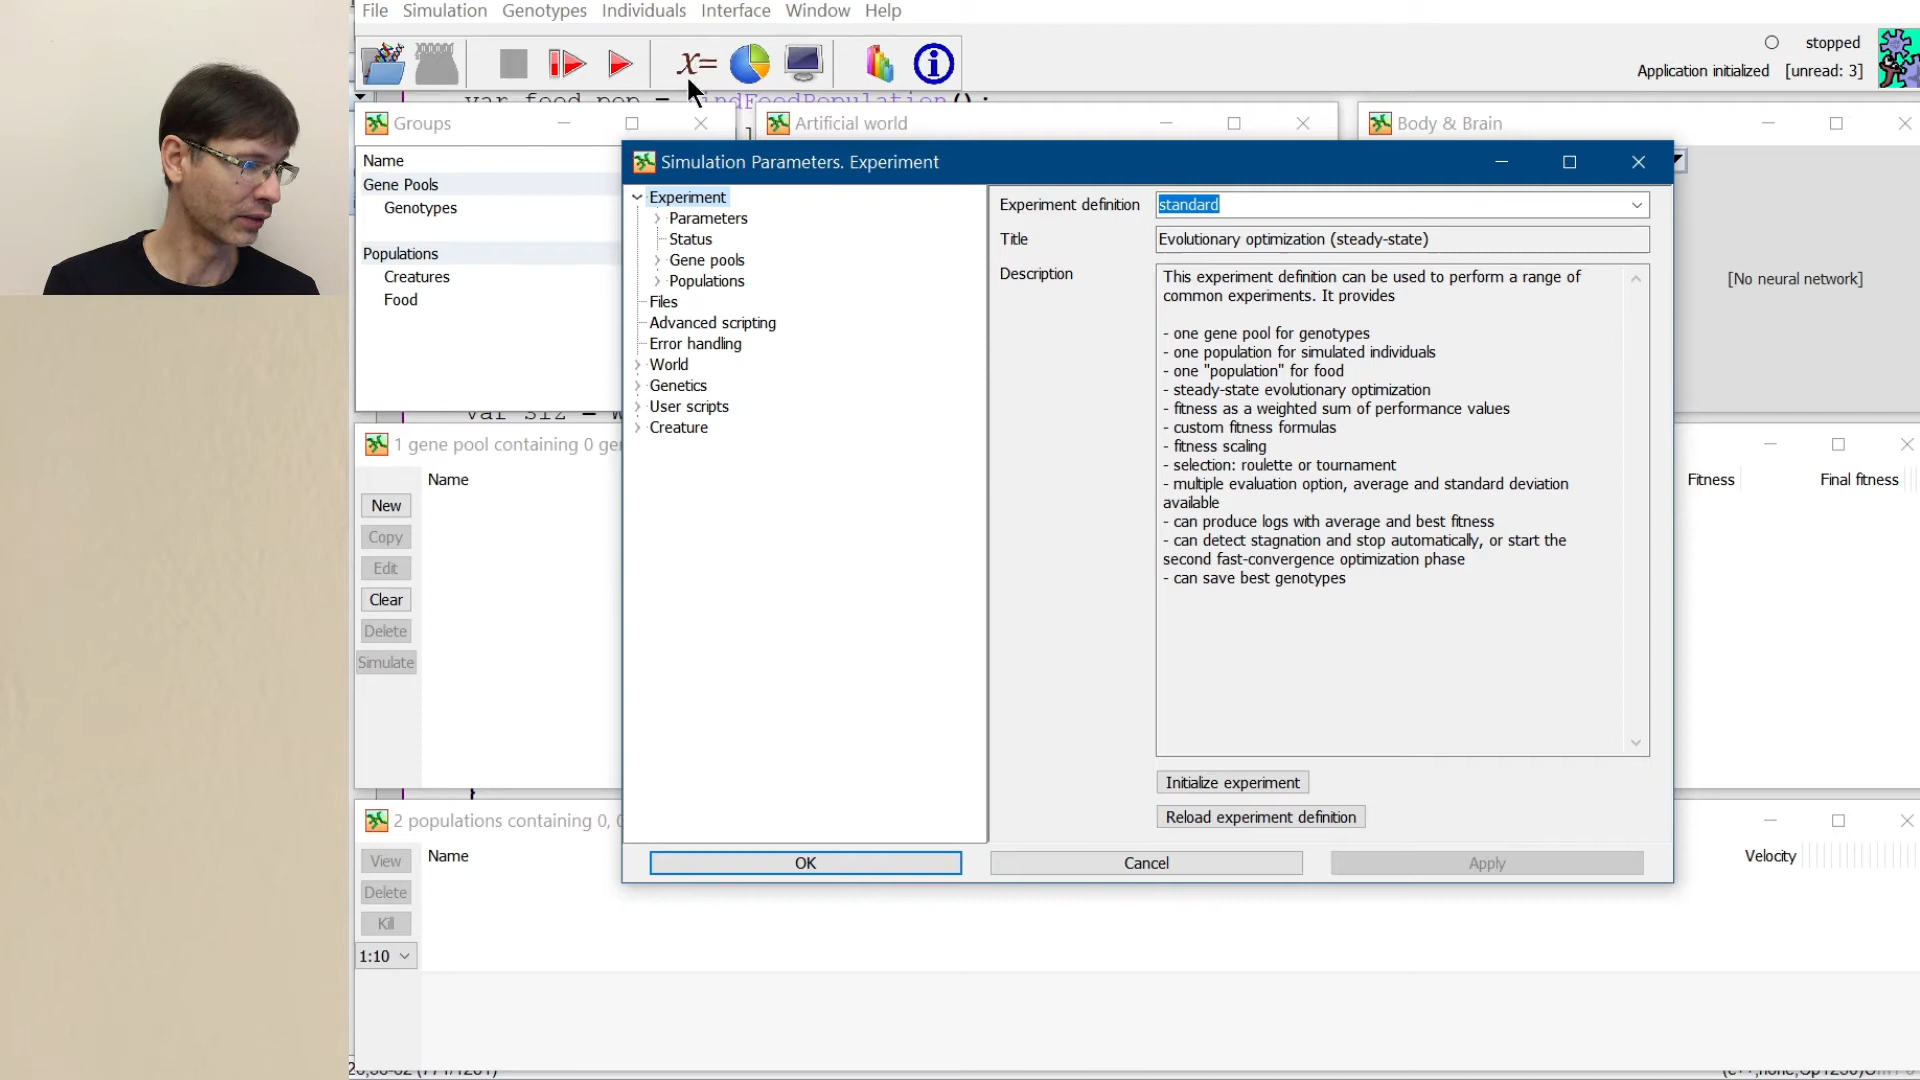 File Simulation Genotypes Individuals Interface Window Help
x=
stopped
Application initialized [unread: 3]
var food_pop = indFoodPopulation();
Groups
Artificial world
Body & Brain
Name
Gene Pools
Genotypes
Populations
Creatures
Food
Simulation Parameters. Experiment
Experiment
Parameters
Status
Gene pools
Populations
Files
Advanced scripting
Error handling
World
Genetics
User scripts
Creature
Experiment definition standard
Title Evolutionary optimization (steady-state)
Description
This experiment definition can be used to perform a range of
common experiments. It provides
- one gene pool for genotypes
- one population for simulated individuals
- one "population" for food
- steady-state evolutionary optimization
- fitness as a weighted sum of performance values
- custom fitness formulas
- fitness scaling
- selection: roulette or tournament
- multiple evaluation option, average and standard deviation
available
- can produce logs with average and best fitness
- can detect stagnation and stop automatically, or start the
second fast-convergence optimization phase
- can save best genotypes
Initialize experiment
Reload experiment definition
OK Cancel Apply
[No neural network]
var siz = w
1 gene pool containing 0 ge
Name
Fitness Final fitness
New
Copy
Edit
Clear
Delete
Simulate
}
2 populations containing 0, 0
Name
Velocity
View
Delete
Kill
1:10